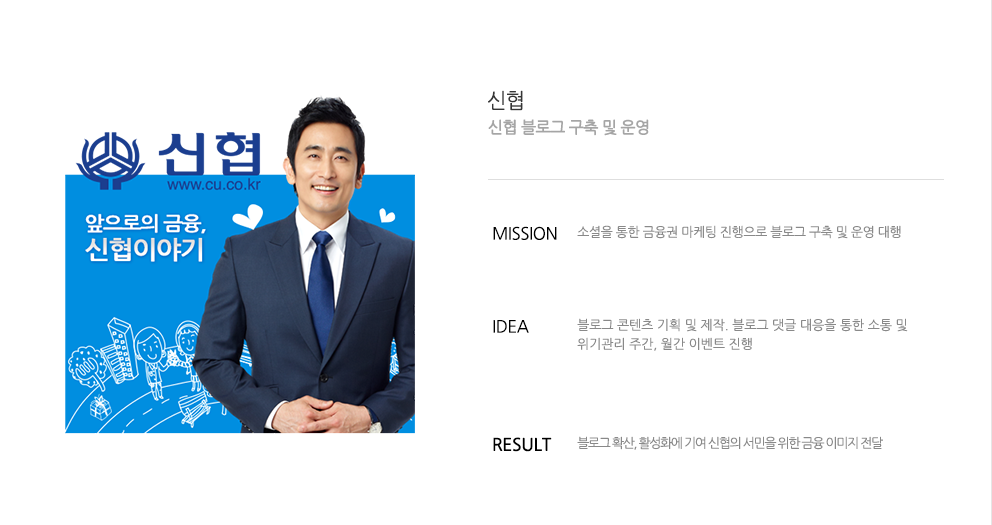 신협
www.cu.co.kr
앞으로의 금융,
신협이야기
신협
신협 블로그 구축 및 운영
MISSION 소셜을 통한 금융권 마케팅 진행으로 블로그 구축 및 운영 대행
IDEA 블로그 콘텐츠 기획 및 제작. 블로그 댓글 대응을 통한 소통 및
위기관리 주간, 월간 이벤트 진행
RESULT 블로그 확산, 활성화에 기여 신협의 서민을 위한 금융 이미지 전달